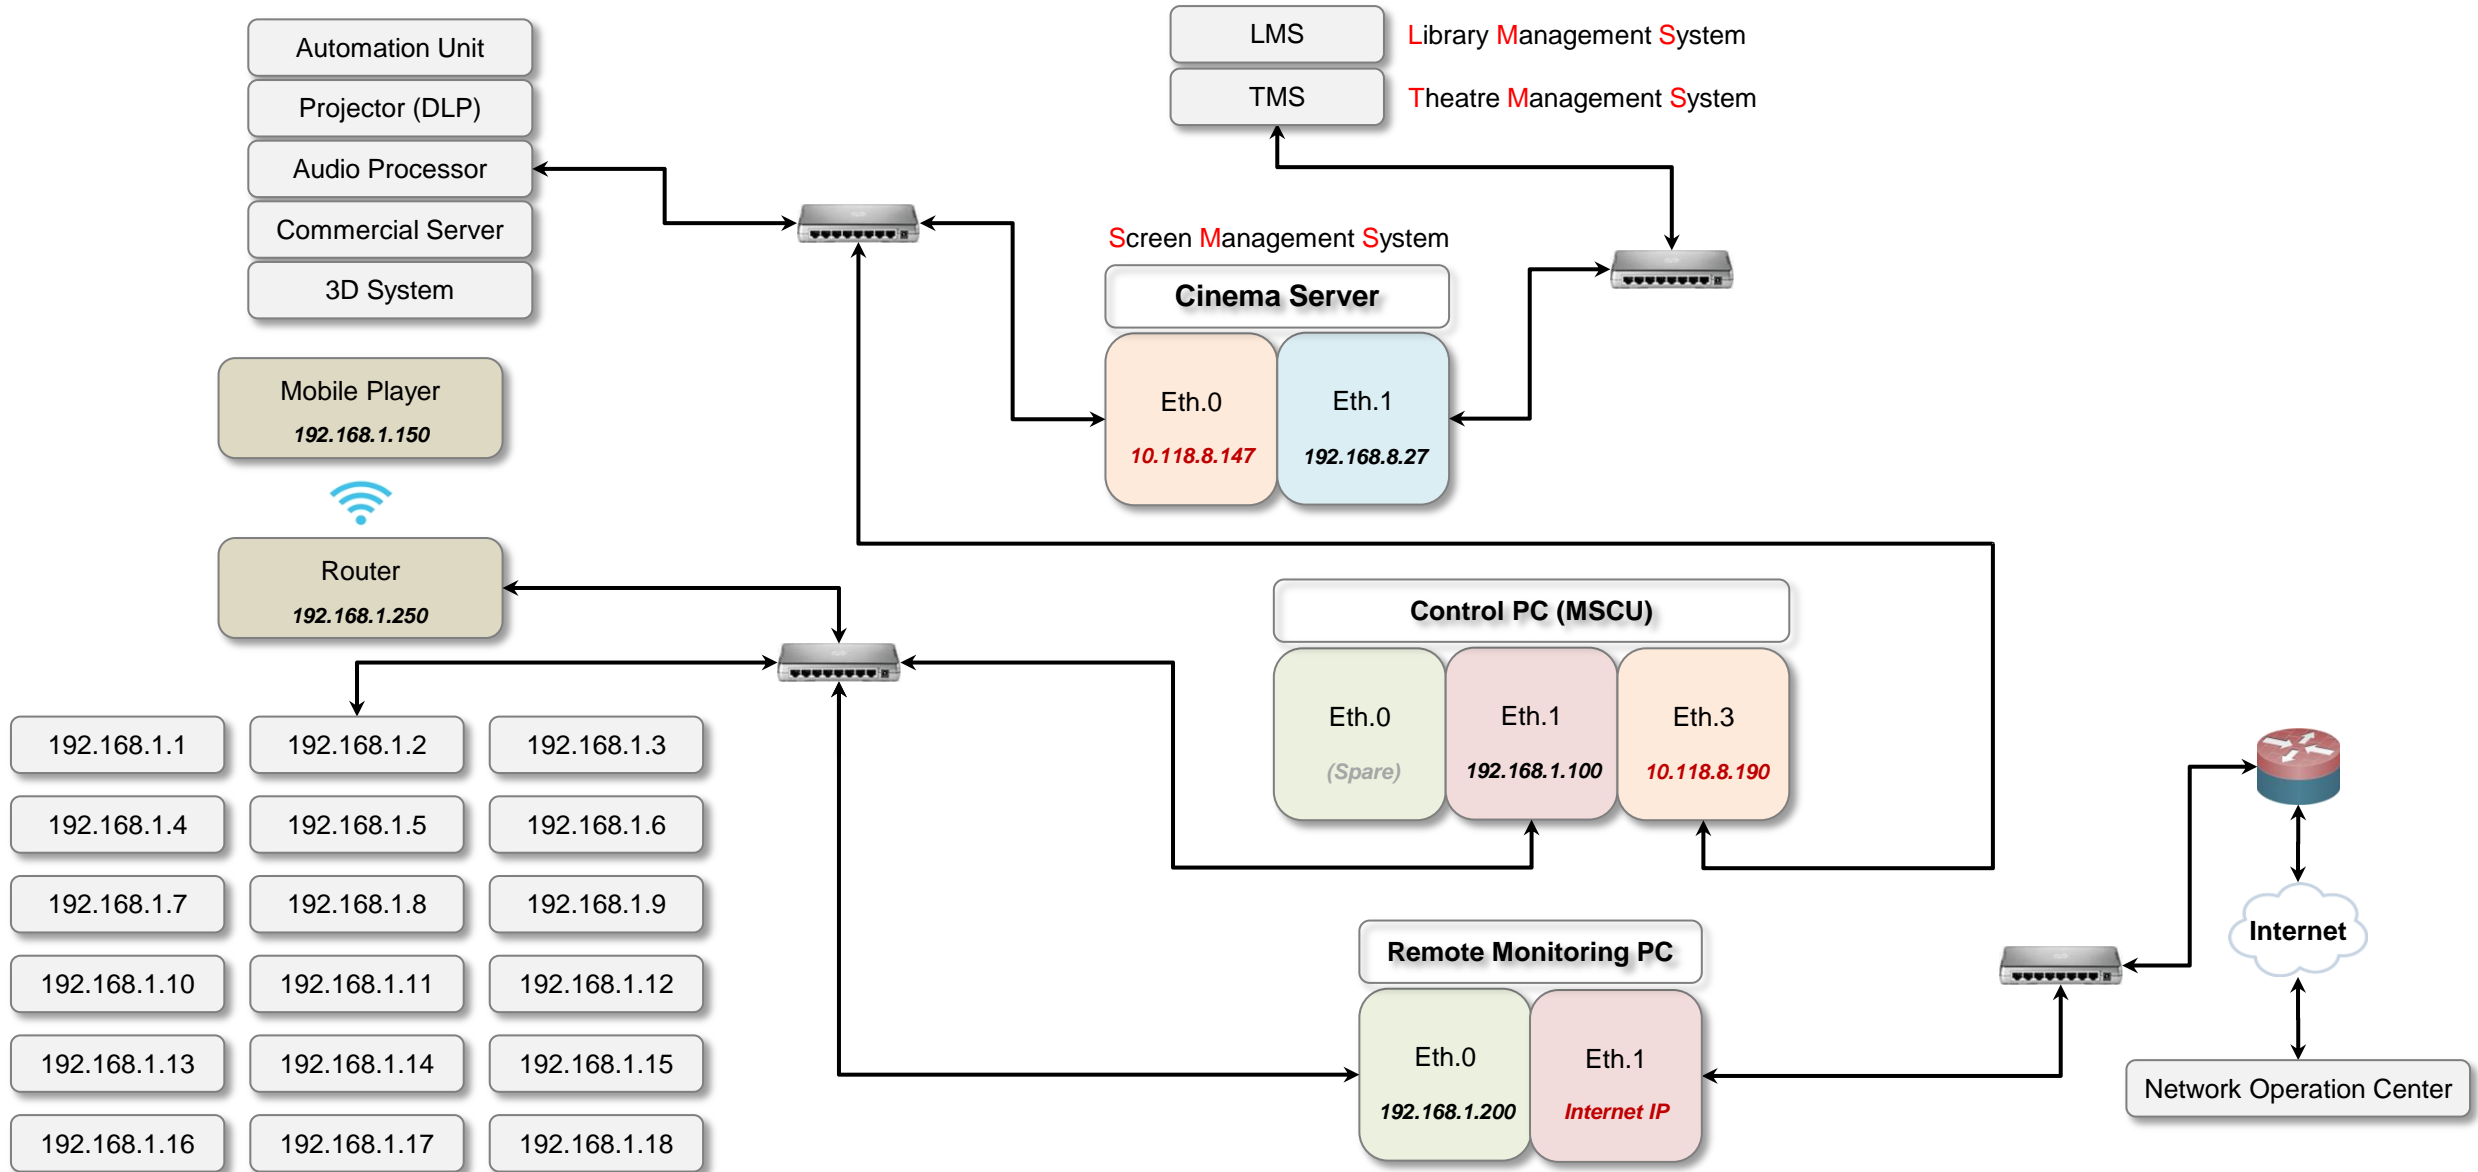 Automation Unit
Projector (DLP)
Audio Processor
Commercial Server
3D System
LMS
Library Management System
TMS
Theatre Management System
Screen Management System
Cinema Server
Eth.0
10.118.8.147
Eth.1
192.168.8.27
Mobile Player
192.168.1.150
Router
192.168.1.250
Control PC (MSCU)
Eth.0
(Spare)
Eth.1
192.168.1.100
Eth.3
10.118.8.190
192.168.1.1
192.168.1.2
192.168.1.3
192.168.1.4
192.168.1.5
192.168.1.6
192.168.1.7
192.168.1.8
192.168.1.9
192.168.1.10
192.168.1.11
192.168.1.12
192.168.1.13
192.168.1.14
192.168.1.15
192.168.1.16
192.168.1.17
192.168.1.18
Remote Monitoring PC
Eth.0
192.168.1.200
Eth.1
Internet IP
Internet
Network Operation Center